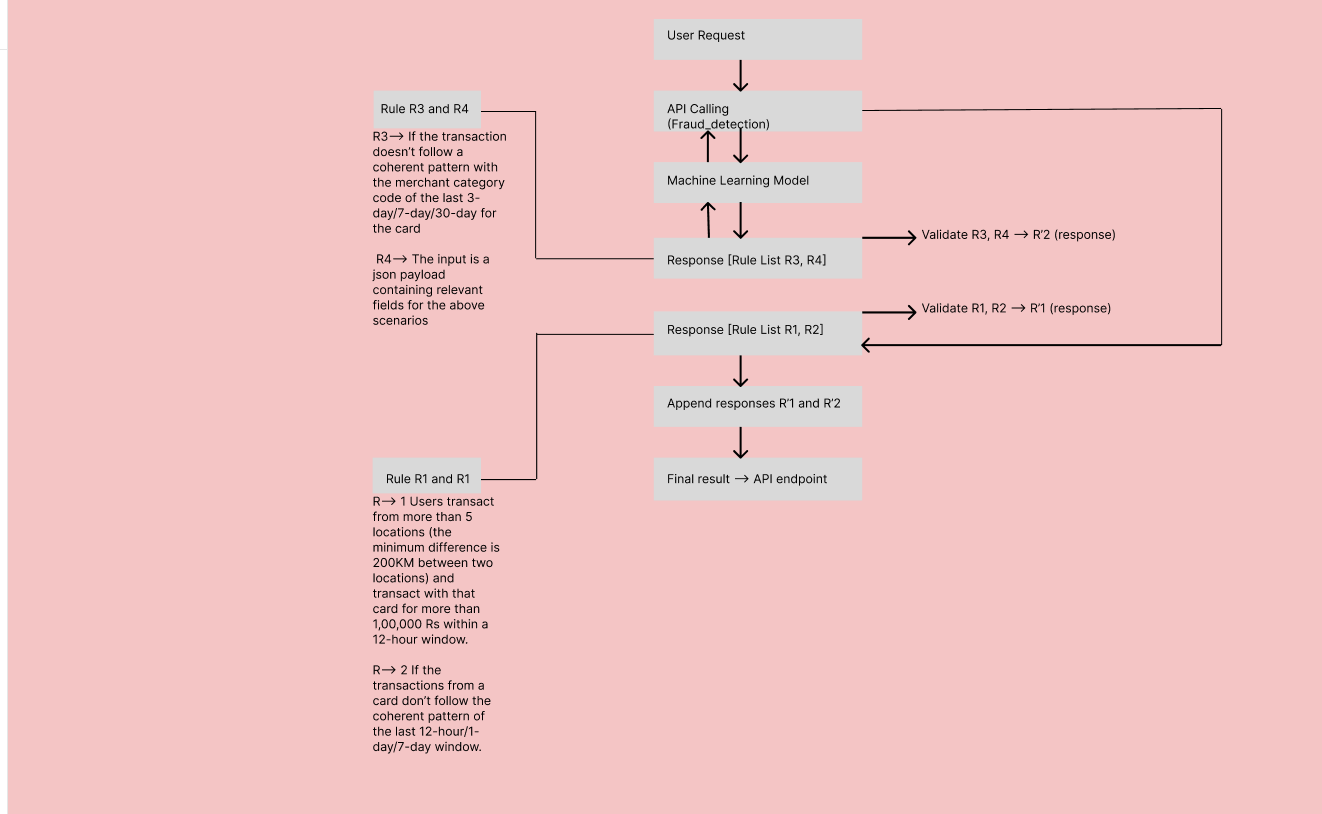 User Request
API Calling
(Fraud_detection)
Machine Learning Model
Response [Rule List R3, R4]
Validate R3, R4 → R’2 (response)
Response [Rule List R1, R2]
Validate R1, R2 → R’1 (response)
Append responses R’1 and R’2
Final result → API endpoint
Rule R3 and R4
R3→ If the transaction
doesn’t follow a
coherent pattern with
the merchant category
code of the last 3-
day/7-day/30-day for
the card
R4→ The input is a
json payload
containing relevant
fields for the above
scenarios
Rule R1 and R1
R→ 1 Users transact
from more than 5
locations (the
minimum difference is
200KM between two
locations) and
transact with that
card for more than
1,00,000 Rs within a
12-hour window.
R→ 2 If the
transactions from a
card don’t follow the
coherent pattern of
the last 12-hour/1-
day/7-day window.